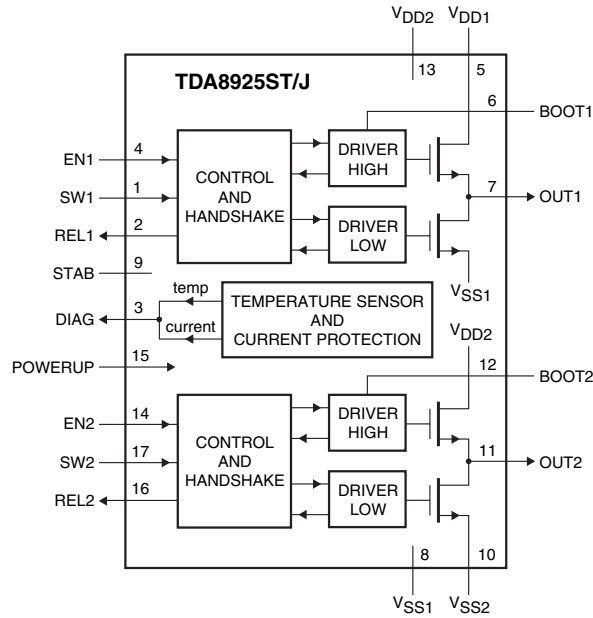 VDD2 VDD1
13 5
TDA8925ST/J
6 BOOT1
EN1 4
SW1 1
REL1 2
CONTROL
AND
HANDSHAKE
DRIVER
HIGH
DRIVER
LOW
7 OUT1
STAB 9
VSS1
DIAG 3
temp
current
TEMPERATURE SENSOR
AND
CURRENT PROTECTION
VDD2
POWERUP 15
12 BOOT2
EN2 14
SW2 17
REL2 16
CONTROL
AND
HANDSHAKE
DRIVER
HIGH
DRIVER
LOW
11 OUT2
8 10
VSS1 VSS2